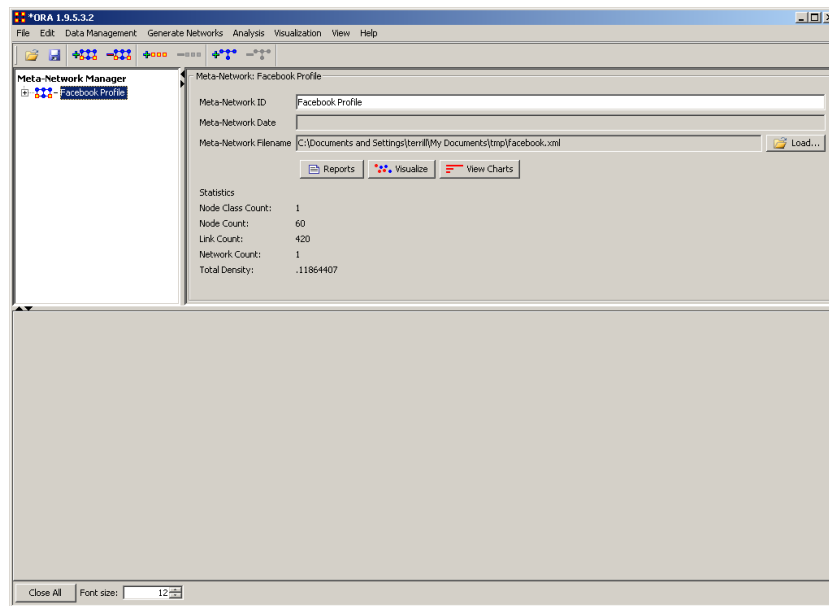 *ORA 1.9.5.3.2
File Edit Data Management Generate Networks Analysis Visualization View Help
Meta-Network Manager
Facebook Profile
Meta-Network: Facebook Profile
Meta-Network ID Facebook Profile
Meta-Network Date
Meta-Network Filename C:\Documents and Settings\terrill\My Documents\tmp\facebook.xml Load...
Reports Visualize View Charts
Statistics
Node Class Count: 1
Node Count: 60
Link Count: 420
Network Count: 1
Total Density: .11864407
Close All Font size: 12